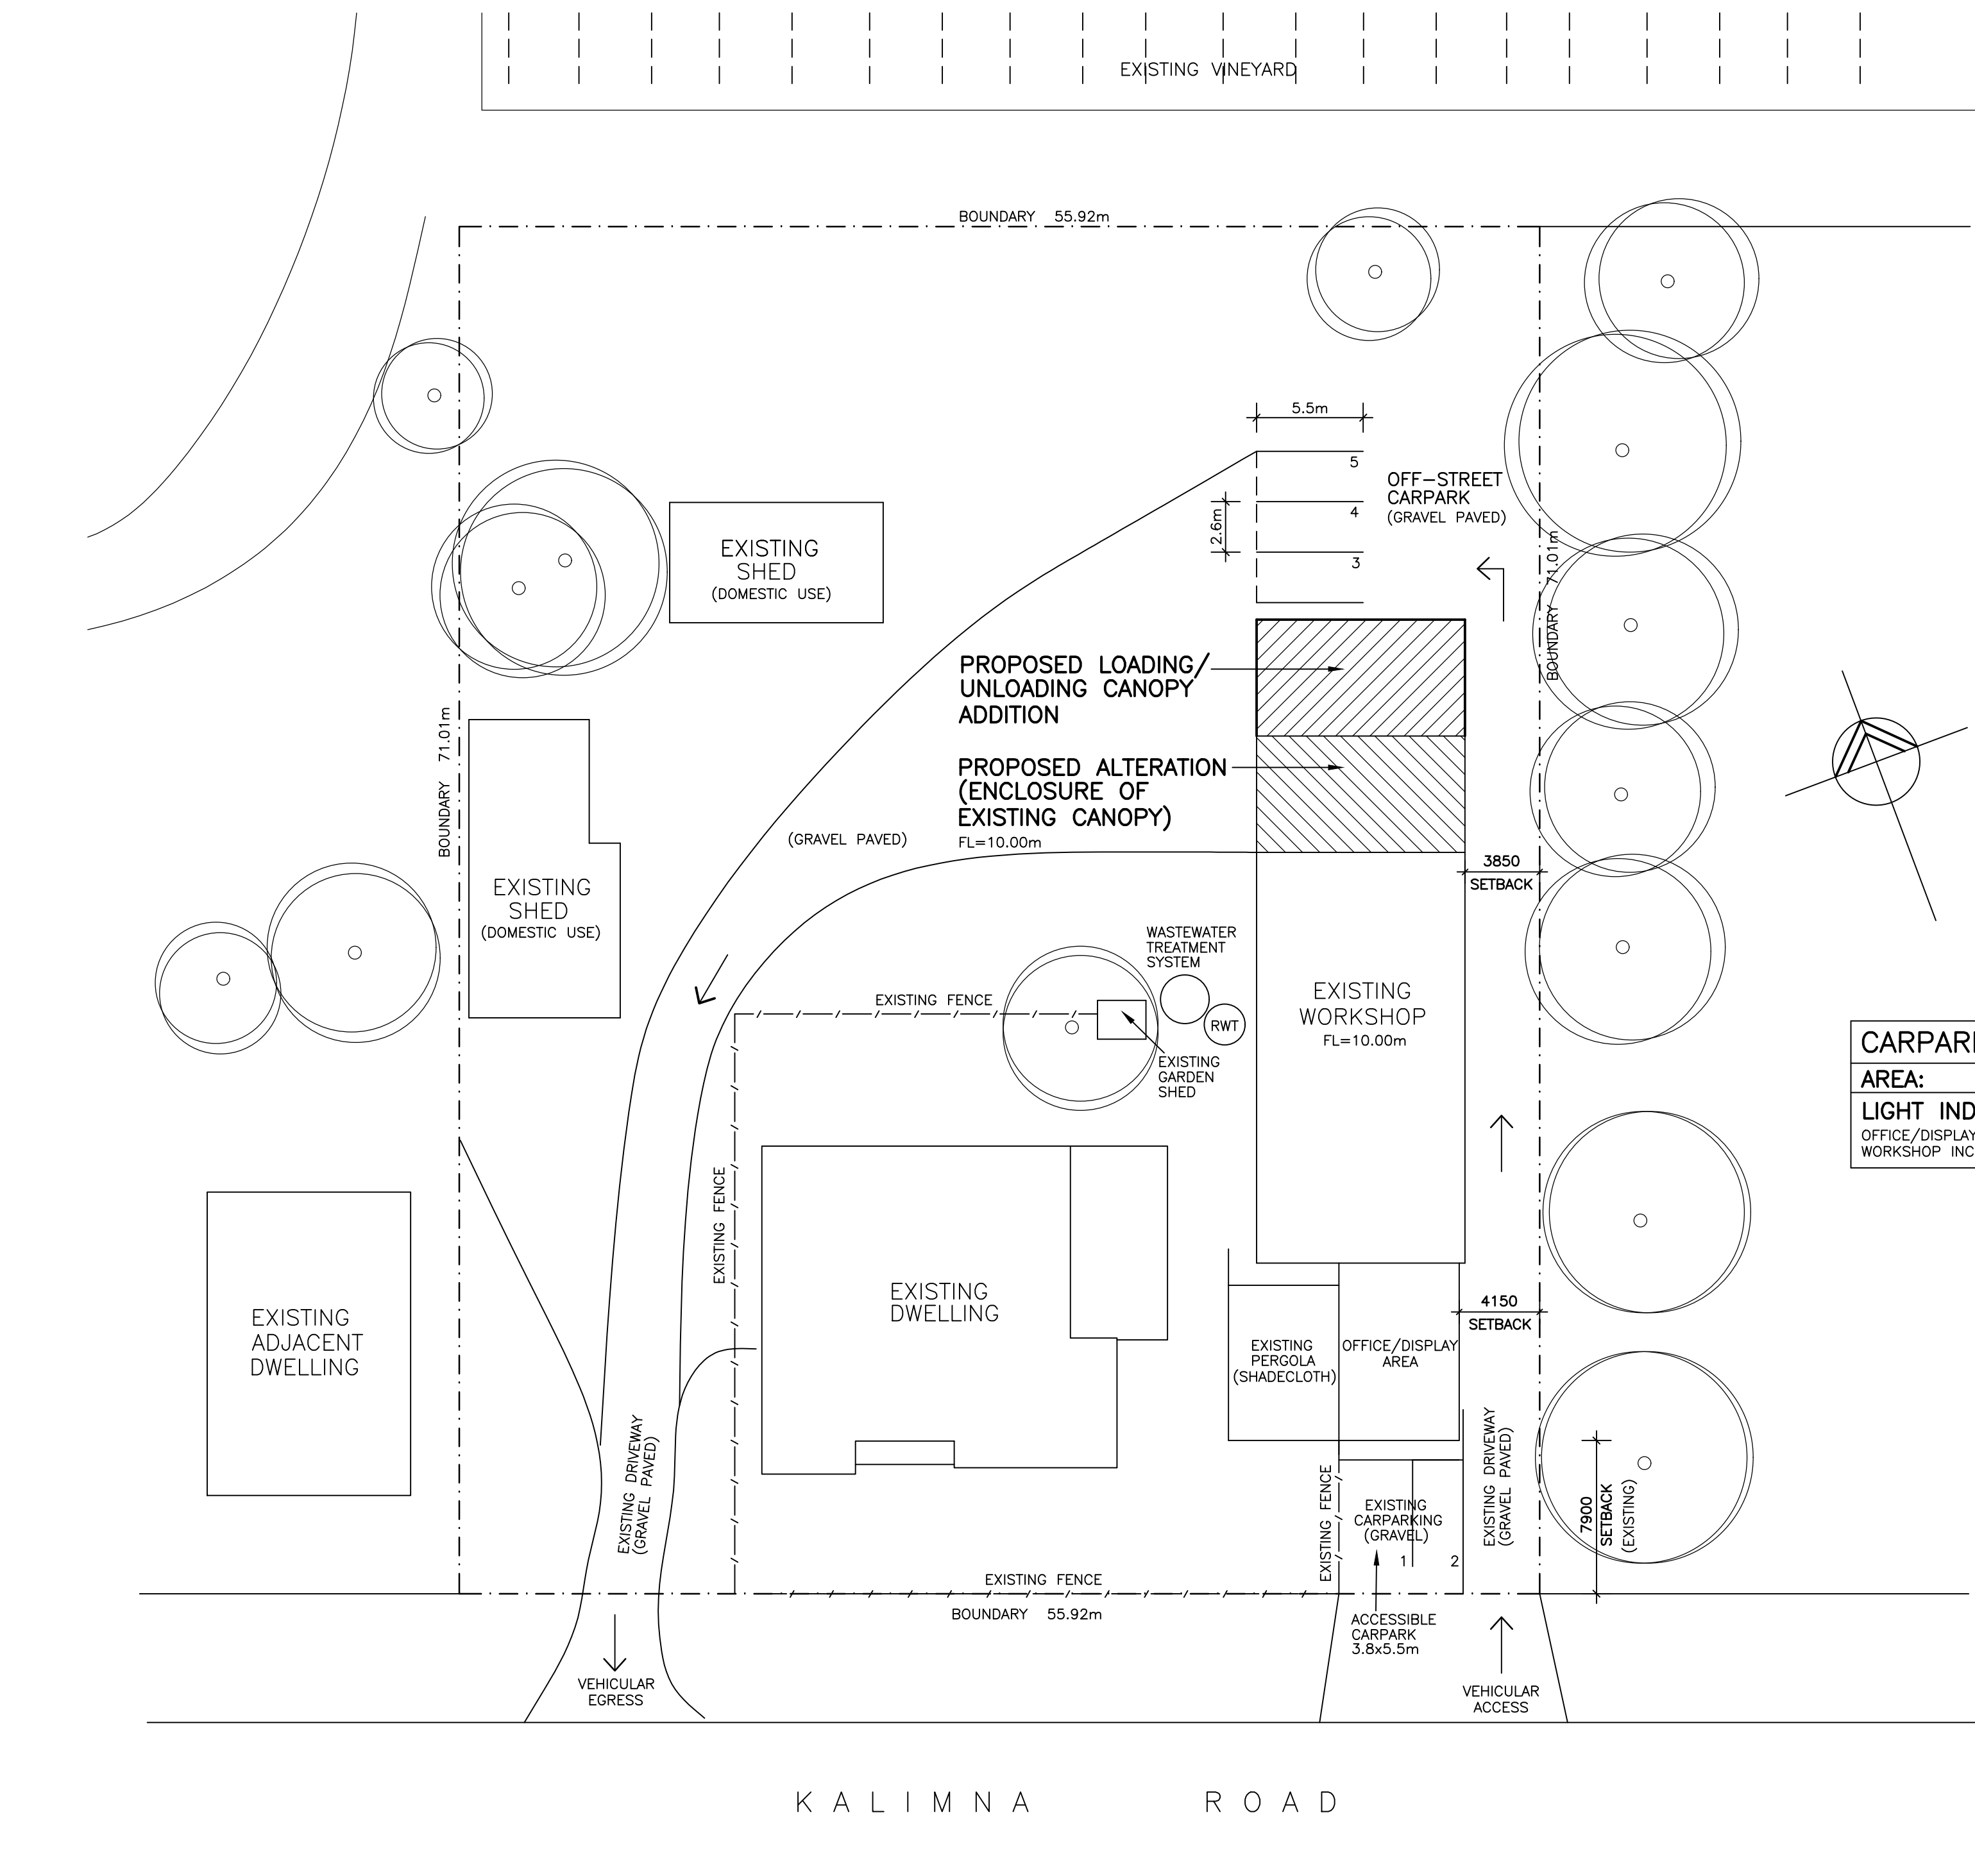 EXISTING VINEYARD
BOUNDARY 55.92m
5.5m
5
OFF-STREET
CARPARK
(GRAVEL PAVED)
4
2.6m
3
EXISTING
SHED
(DOMESTIC USE)
BOUNDARY 71.01m
PROPOSED LOADING/
UNLOADING CANOPY
ADDITION
BOUNDARY 71.01m
PROPOSED ALTERATION
(ENCLOSURE OF
EXISTING CANOPY)
FL=10.00m
(GRAVEL PAVED)
3850
SETBACK
EXISTING
SHED
(DOMESTIC USE)
WASTEWATER
TREATMENT
SYSTEM
EXISTING FENCE
RWT
EXISTING
WORKSHOP
FL=10.00m
EXISTING
GARDEN
SHED
CARPAR
AREA:
LIGHT IND
OFFICE/DISPLAY
WORKSHOP INC
EXISTING FENCE
EXISTING
DWELLING
EXISTING
ADJACENT
DWELLING
4150
SETBACK
EXISTING
PERGOLA
(SHADECLOTH)
OFFICE/DISPLAY
AREA
EXISTING DRIVEWAY
(GRAVEL PAVED)
EXISTING FENCE
EXISTING
CARPARKING
(GRAVEL)
1
2
EXISTING DRIVEWAY
(GRAVEL PAVED)
7900
SETBACK
(EXISTING)
EXISTING FENCE
BOUNDARY 55.92m
ACCESSIBLE
CARPARK
3.8x5.5m
VEHICULAR
EGRESS
VEHICULAR
ACCESS
KALIMNA ROAD